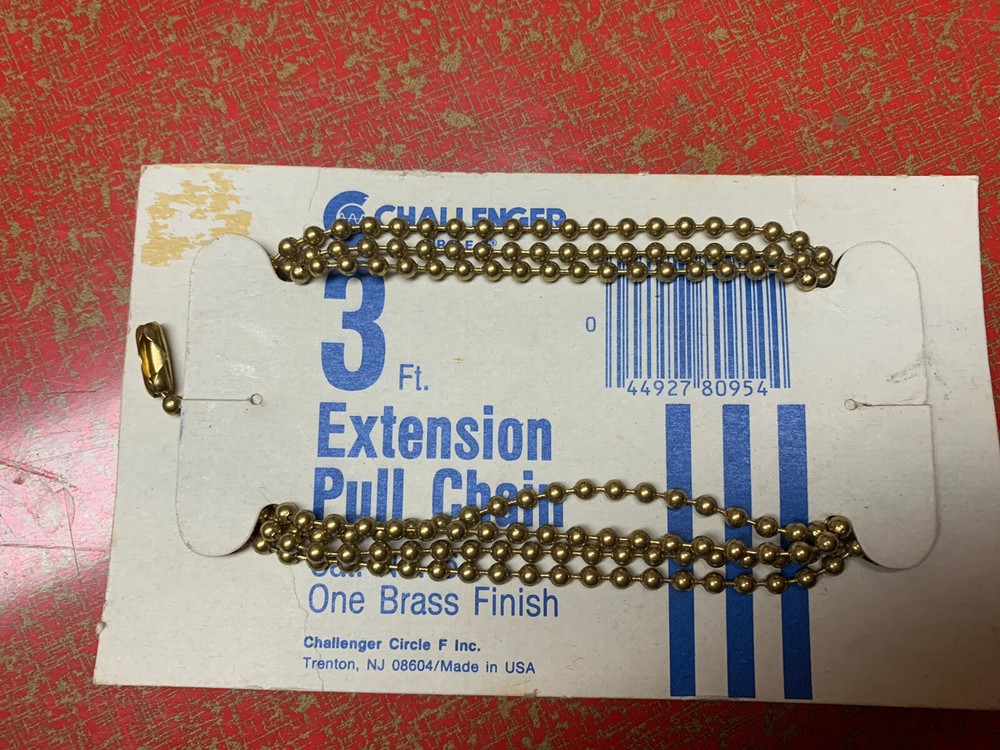 CHALLENGER
3 Ft.
Extension
Pull Chain
One Brass Finish
Challenger Circle F Inc.
Trenton, NJ 08604/Made in USA
0 44927 80954